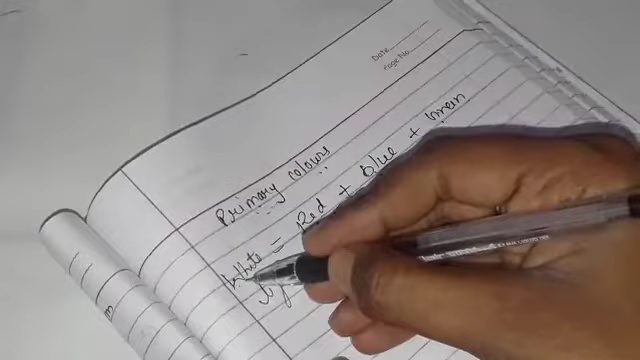 Date
Page No
Primary colours
White = Red + blue + green